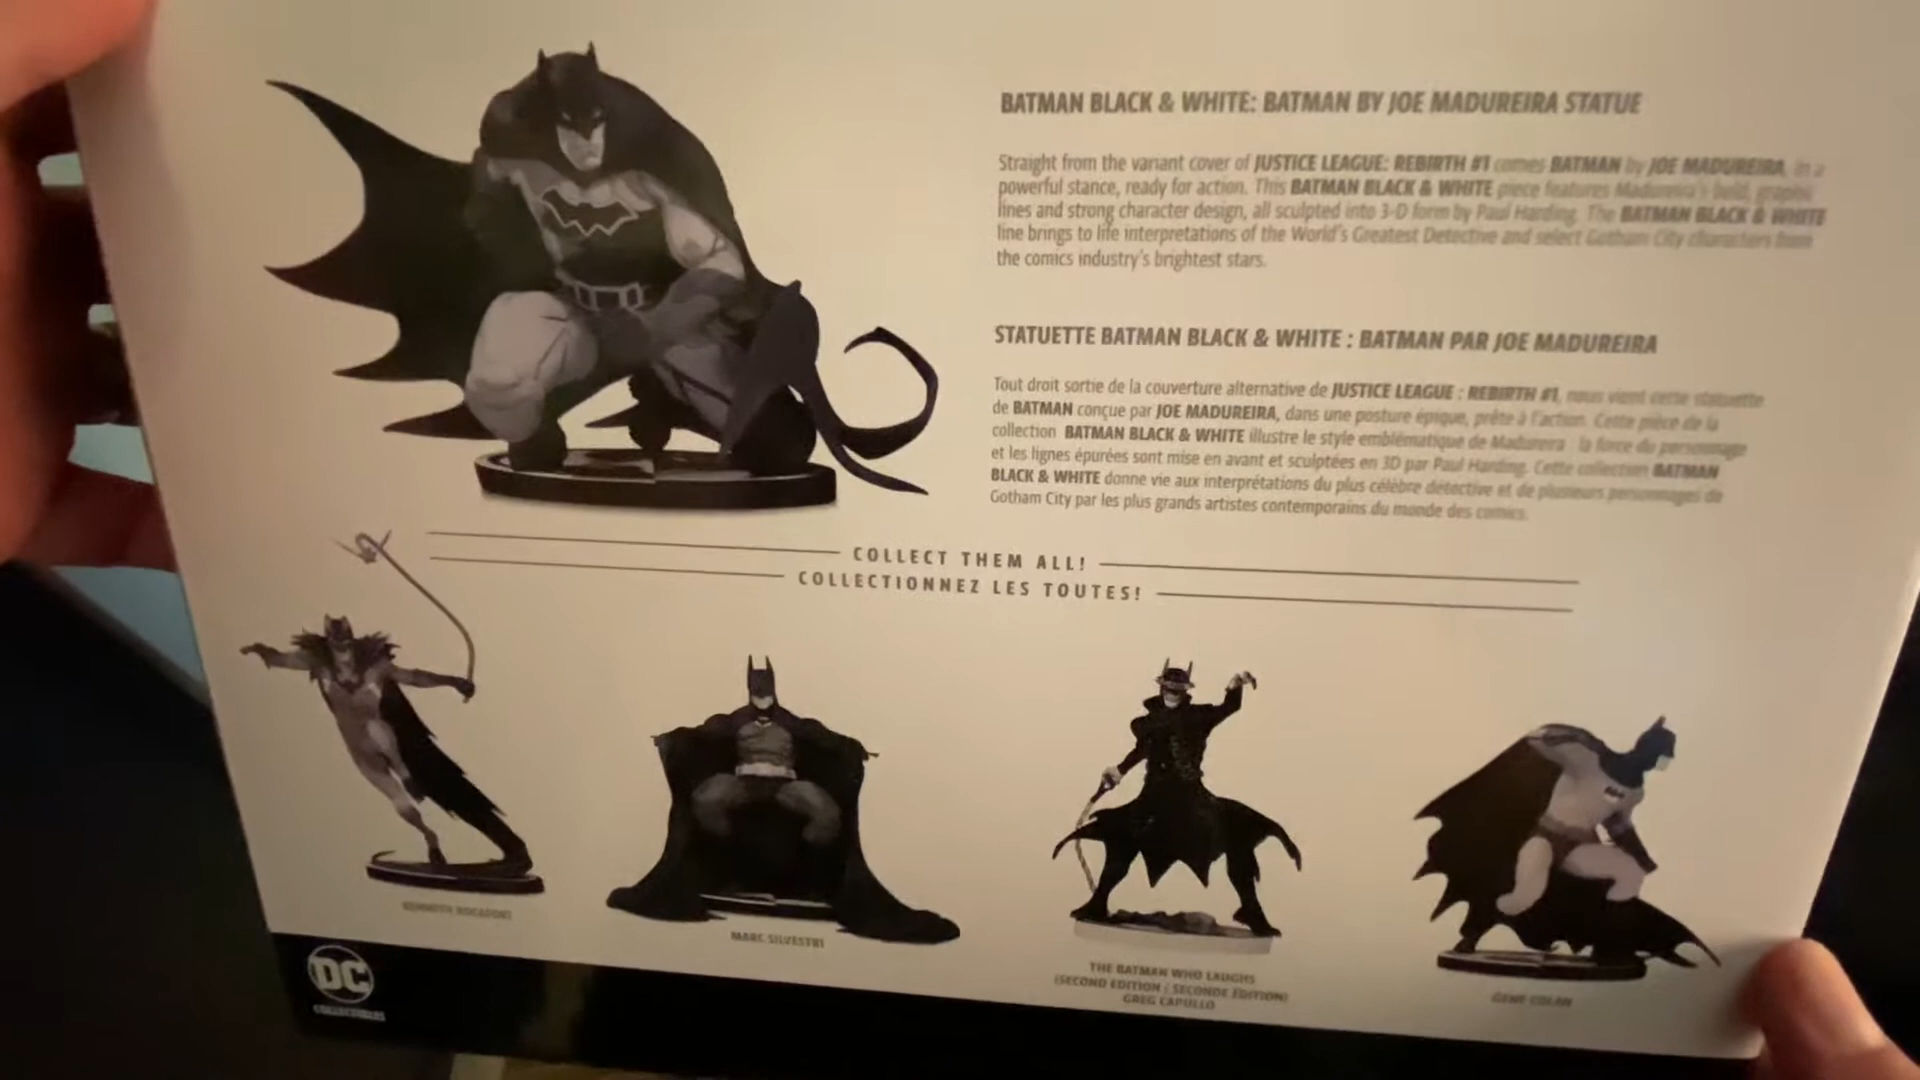 BATMAN BLACK & WHITE: BATMAN BY JOE MADUREIRA STATUE
Straight from the variant cover of JUSTICE LEAGUE: REBIRTH #1 comes BATMAN by JOE MADUREIRA, in a
powerful stance, ready for action. This BATMAN BLACK & WHITE piece features Madureira's bold, graphic
lines and strong character design, all sculpted into 3-D form by Paul Harding. The BATMAN BLACK & WHITE
line brings to life interpretations of the World's Greatest Detective and select Gotham City characters from
the comics industry's brightest stars.
STATUETTE BATMAN BLACK & WHITE : BATMAN PAR JOE MADUREIRA
Tout droit sortie de la couverture alternative de JUSTICE LEAGUE : REBIRTH #1, nous vient cette statuette
de BATMAN conçue par JOE MADUREIRA, dans une posture épique, prête à l'action. Cette pièce de la
collection BATMAN BLACK & WHITE illustre le style emblématique de Madureira : la force du personnage
et les lignes épurées sont mise en avant et sculptées en 3D par Paul Harding. Cette collection BATMAN
BLACK & WHITE donne vie aux interprétations du plus célèbre détective et de plusieurs personnages de
Gotham City par les plus grands artistes contemporains du monde des comics.
COLLECT THEM ALL!
COLLECTIONNEZ LES TOUTES!
KENNETH ROCAFORT
MARC SILVESTRI
THE BATMAN WHO LAUGHS
(SECOND EDITION / SECONDE EDITION)
GREG CAPULLO
GENE COLAN
DC
COLLECTIBLES